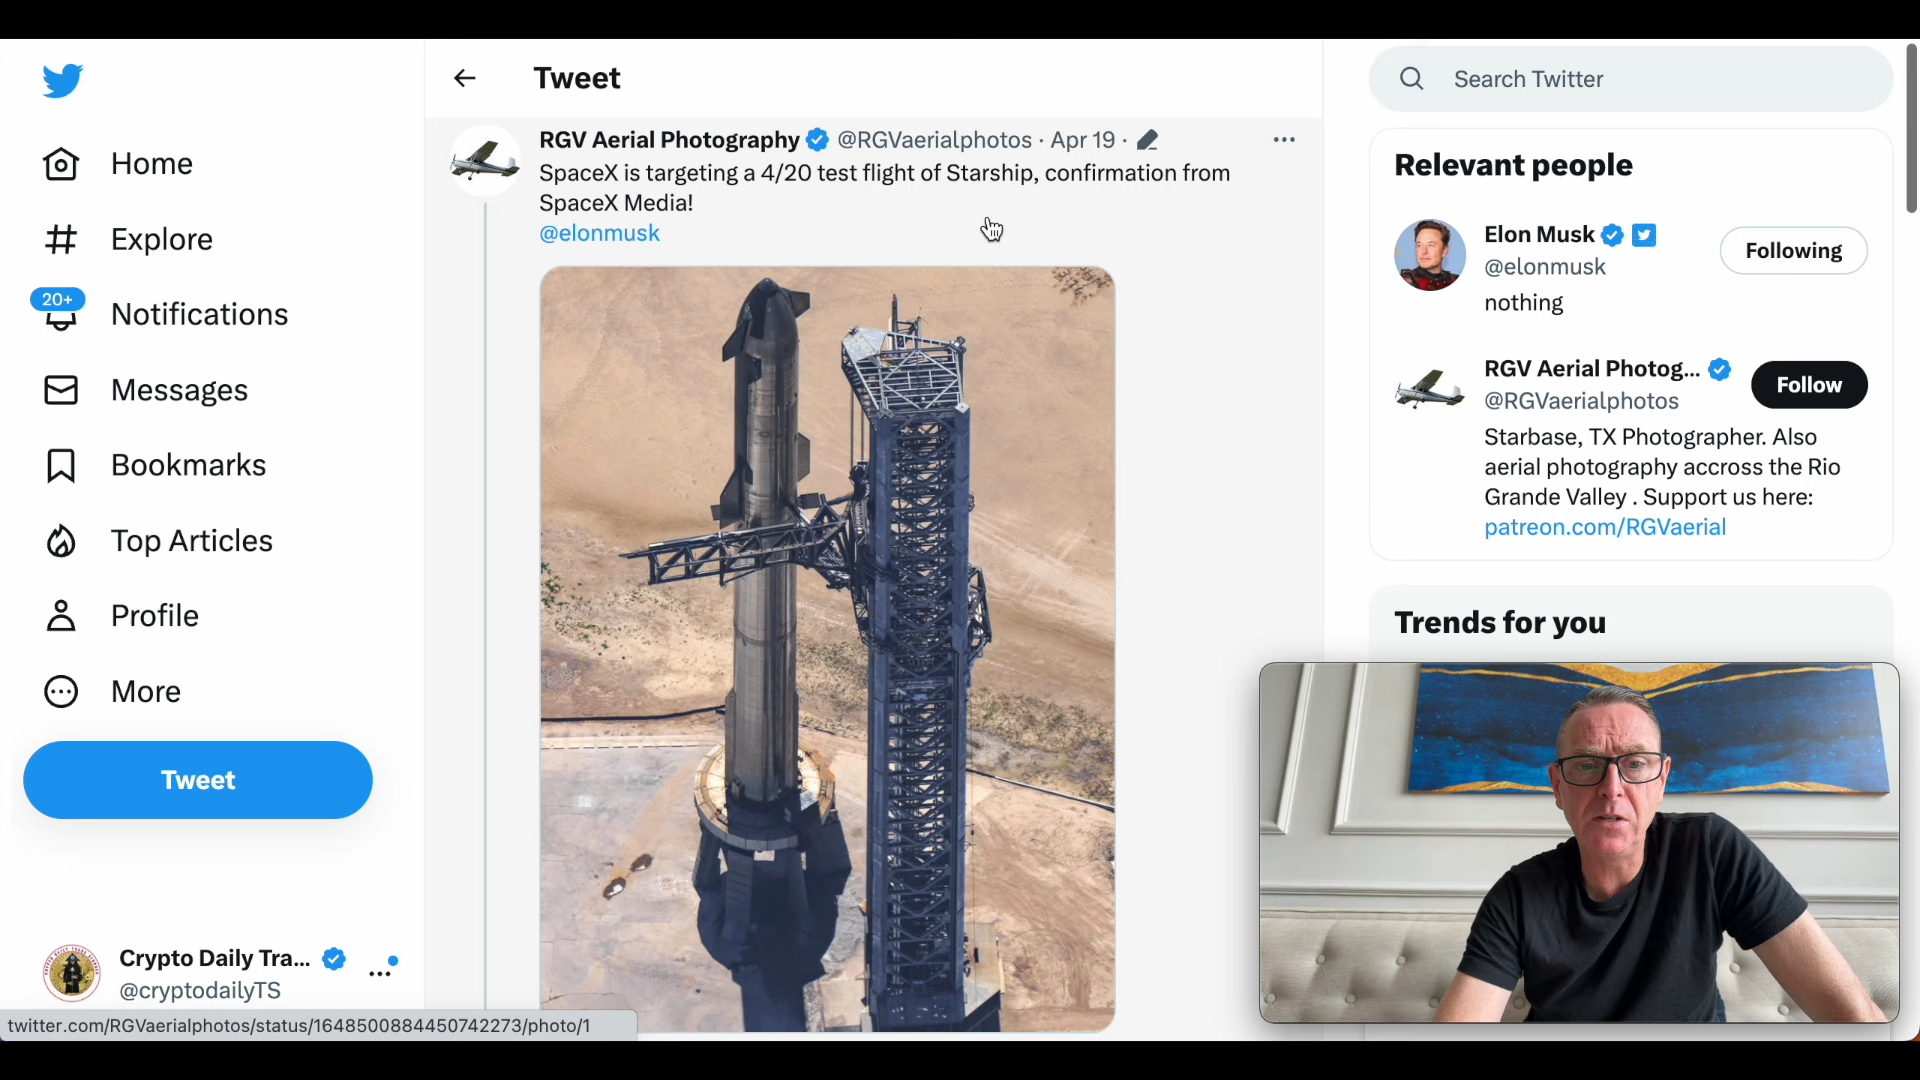 Home
Explore
20+
Notifications
Messages
Bookmarks
Top Articles
Profile
More
Tweet
Crypto Daily Tra...
@cryptodailyTS
twitter.com/RGVaerialphotos/status/1648500884450742273/photo/1
Tweet
RGV Aerial Photography @RGVaerialphotos · Apr 19 ·
SpaceX is targeting a 4/20 test flight of Starship, confirmation from
SpaceX Media!
@elonmusk
Search Twitter
Relevant people
Elon Musk
@elonmusk
Following
nothing
RGV Aerial Photog...
@RGVaerialphotos
Follow
Starbase, TX Photographer. Also
aerial photography accross the Rio
Grande Valley . Support us here:
patreon.com/RGVaerial
Trends for you